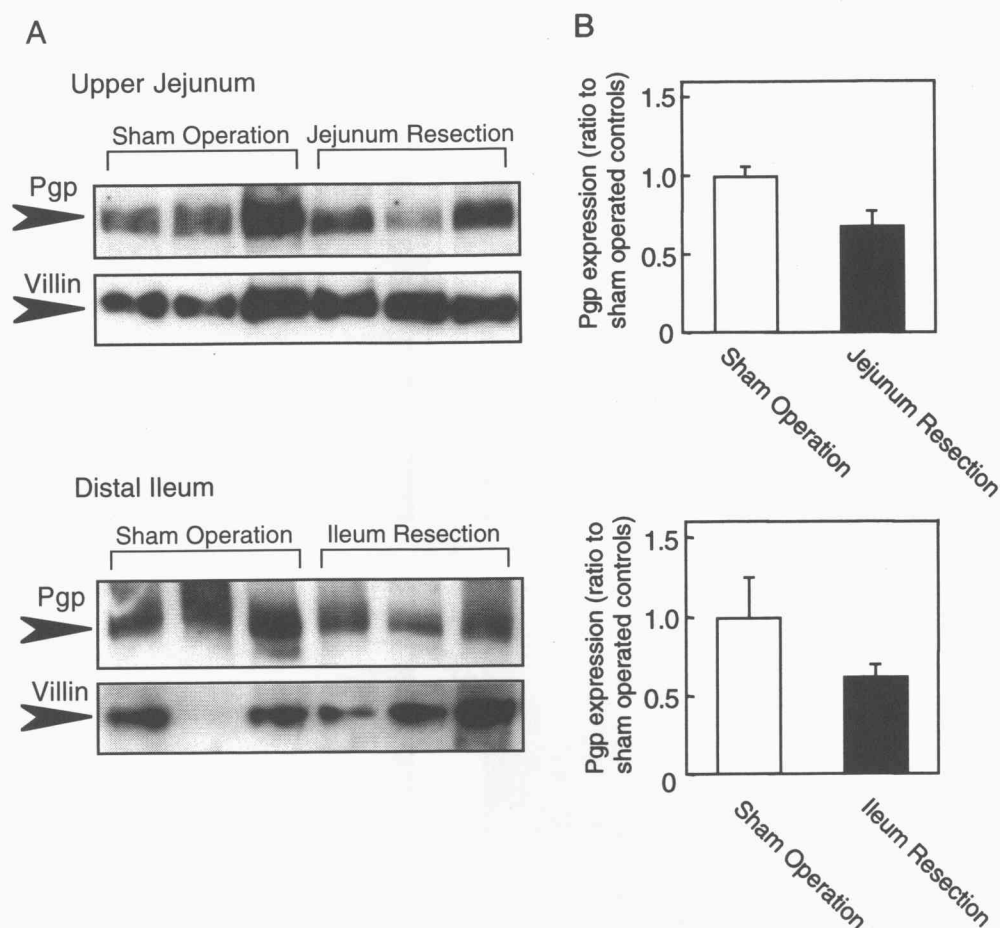 A
Upper Jejunum
Sham Operation
Jejunum Resection
Pgp
Villin
Distal Ileum
Sham Operation
Ileum Resection
Pgp
Villin
B
Pgp expression (ratio to
sham operated controls)
1.5
1.0
0.5
0
Sham Operation
Jejunum Resection
Pgp expression (ratio to
sham operated controls)
1.5
1.0
0.5
0
Sham Operation
Ileum Resection